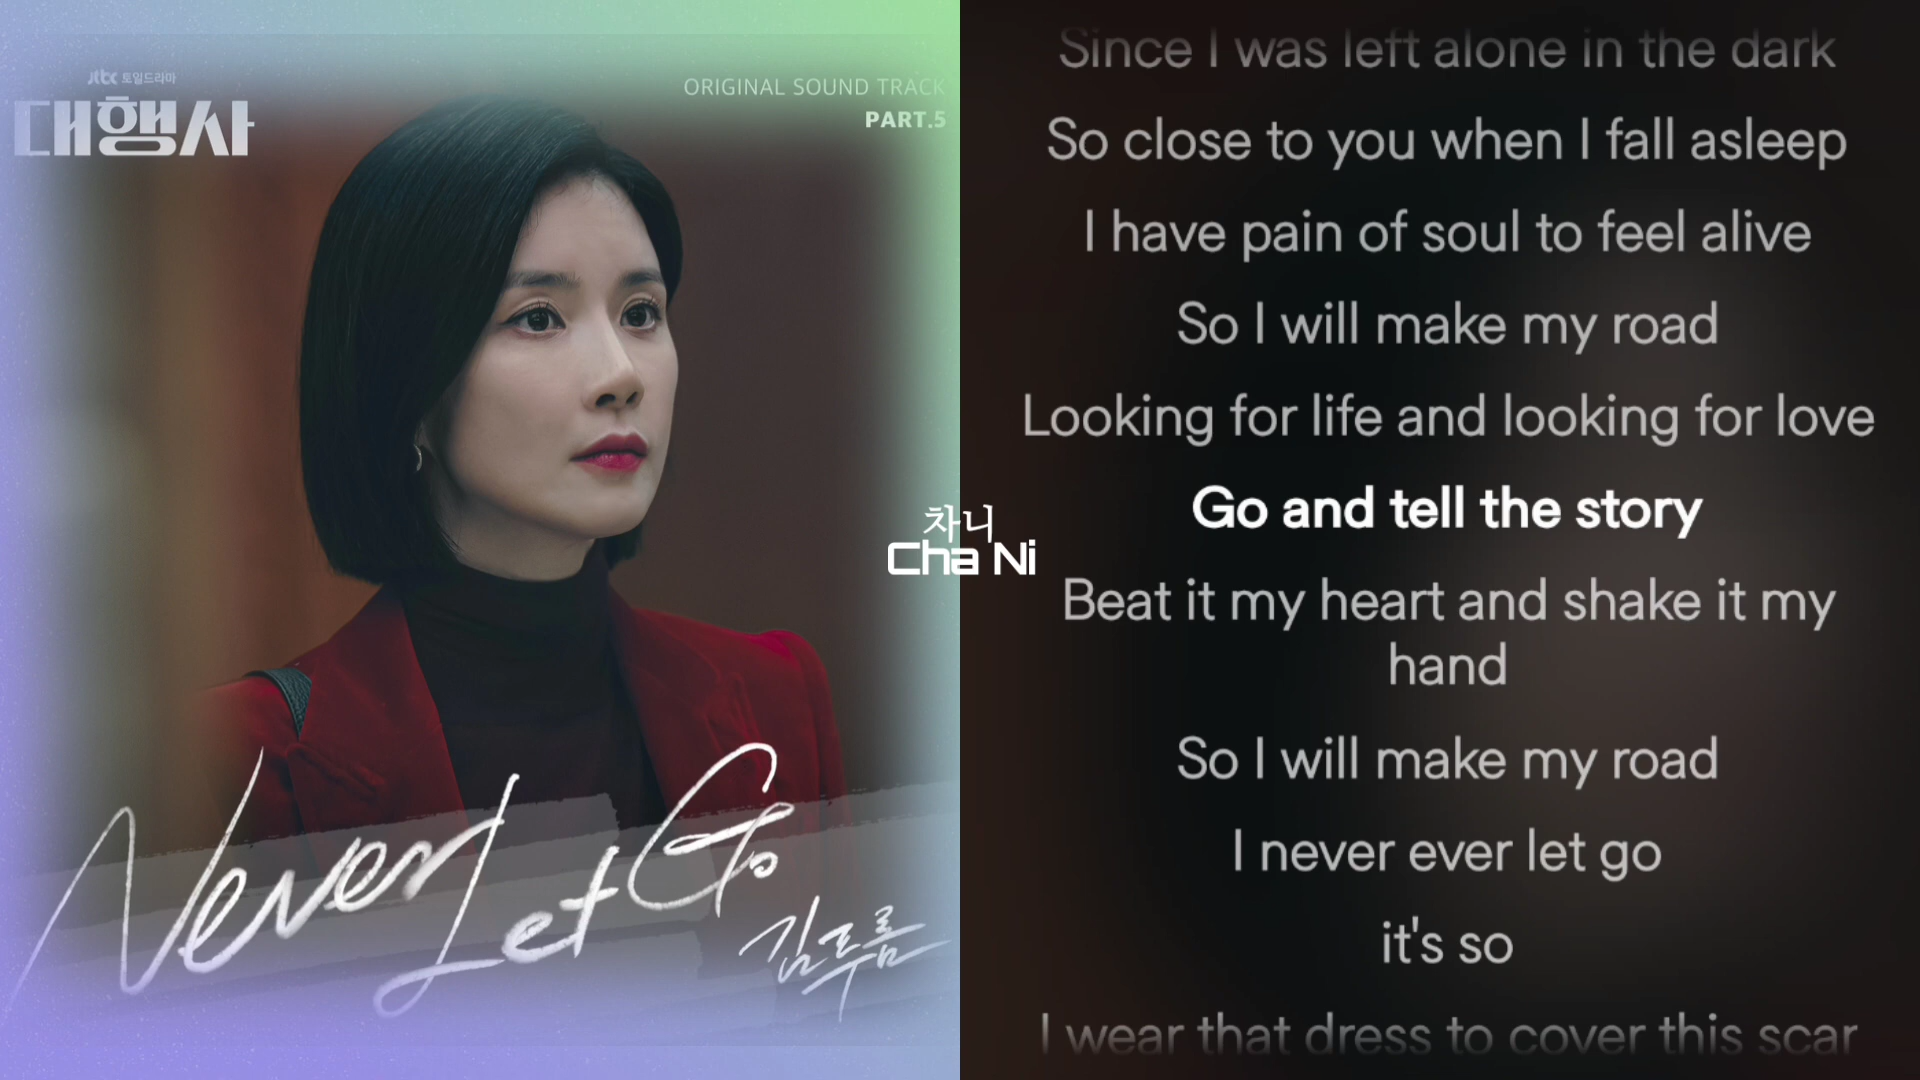 jtbc 토일드라마
대행사
ORIGINAL SOUND TRACK
PART.5
Never Let Go
김푸름
차니
Cha Ni
Since I was left alone in the dark
So close to you when I fall asleep
I have pain of soul to feel alive
So I will make my road
Looking for life and looking for love
Go and tell the story
Beat it my heart and shake it my
hand
So I will make my road
I never ever let go
it's so
I wear that dress to cover this scar